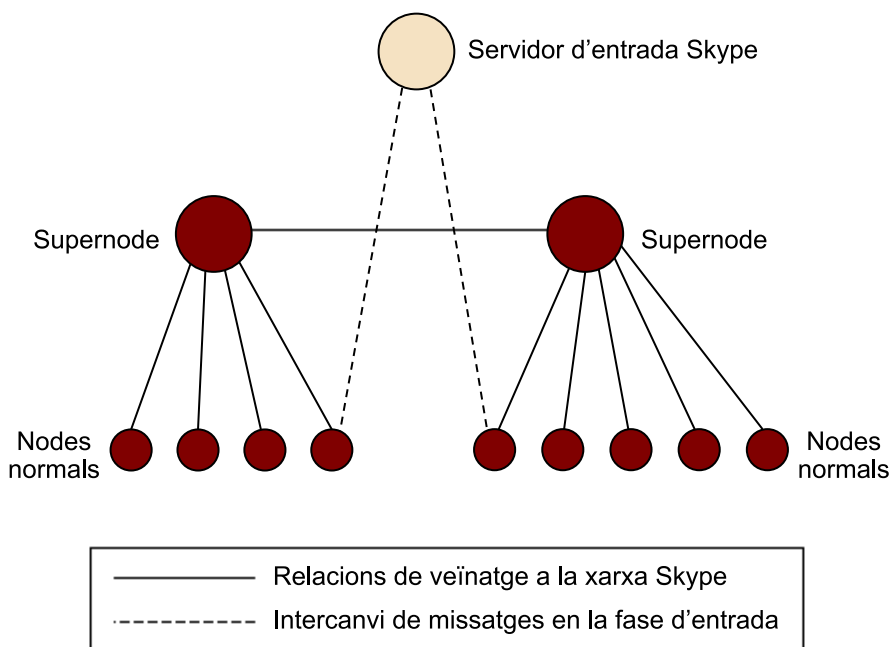 Servidor d’entrada Skype
Supernode
Supernode
Nodes
normals
Nodes
normals
Relacions de veïnatge a la xarxa Skype
Intercanvi de missatges en la fase d’entrada